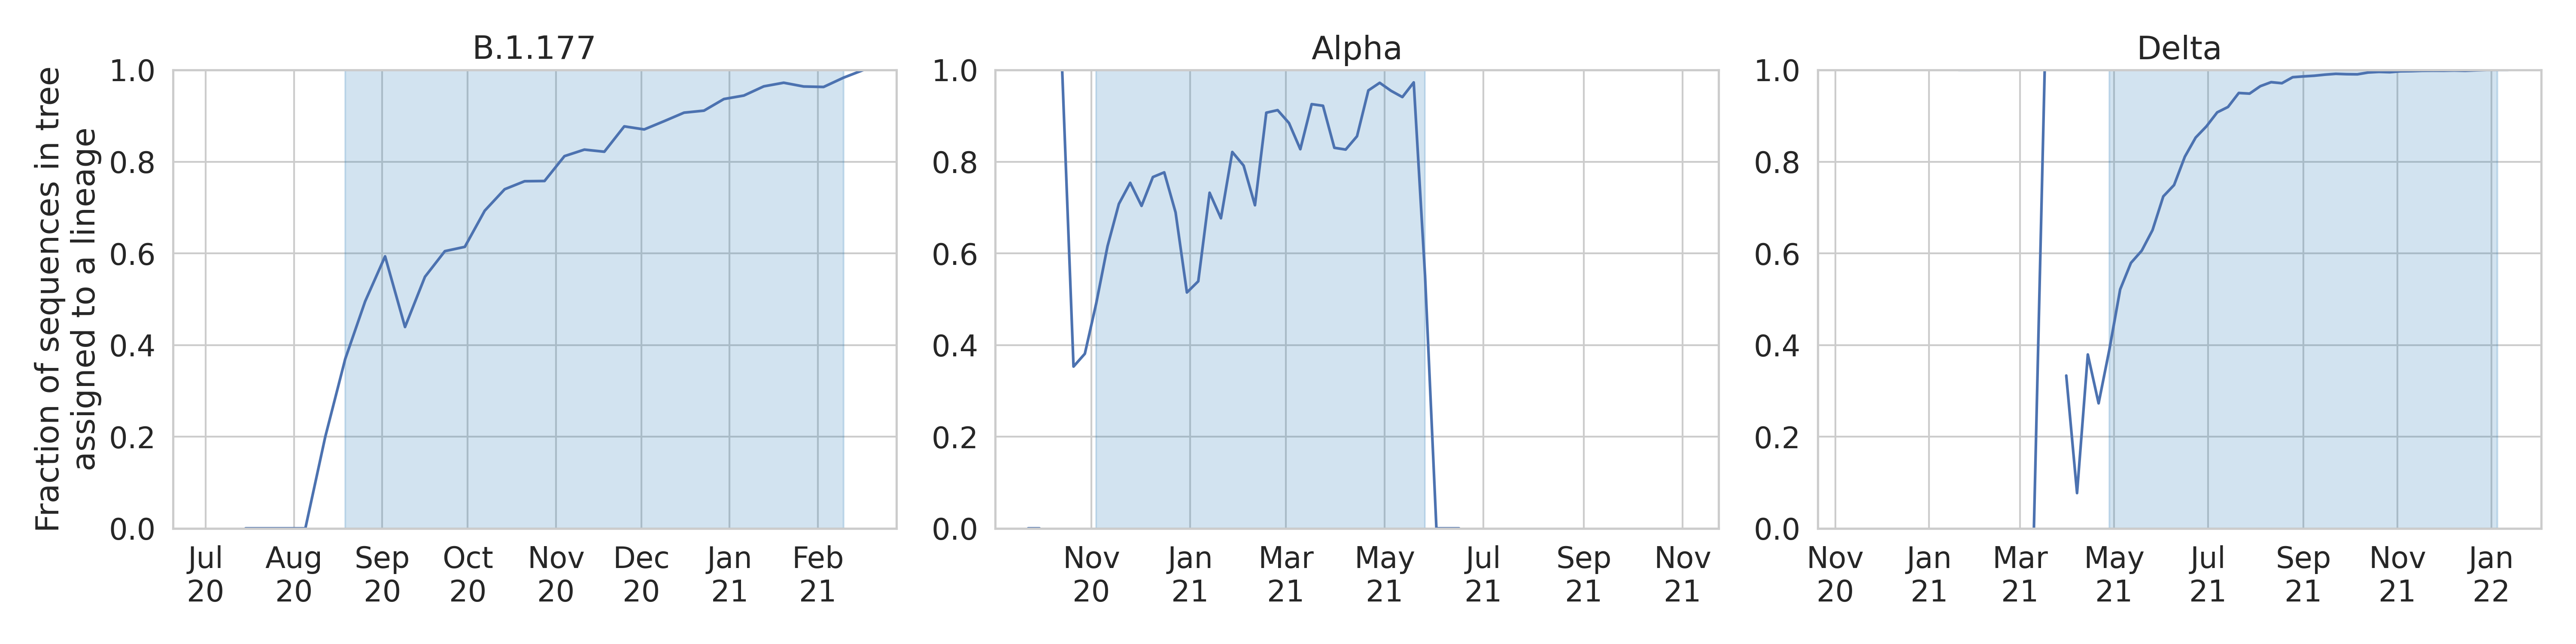 B.1.177
Alpha
Delta
Fraction of sequences in tree
assigned to a lineage
1.0
0.8
0.6
0.4
0.2
0.0
Jul Aug Sep Oct Nov Dec Jan Feb
20 20 20 20 20 20 21 21
1.0
0.8
0.6
0.4
0.2
0.0
Nov Jan Mar May Jul Sep Nov
20 21 21 21 21 21 21
1.0
0.8
0.6
0.4
0.2
0.0
Nov Jan Mar May Jul Sep Nov Jan
20 21 21 21 21 21 21 22